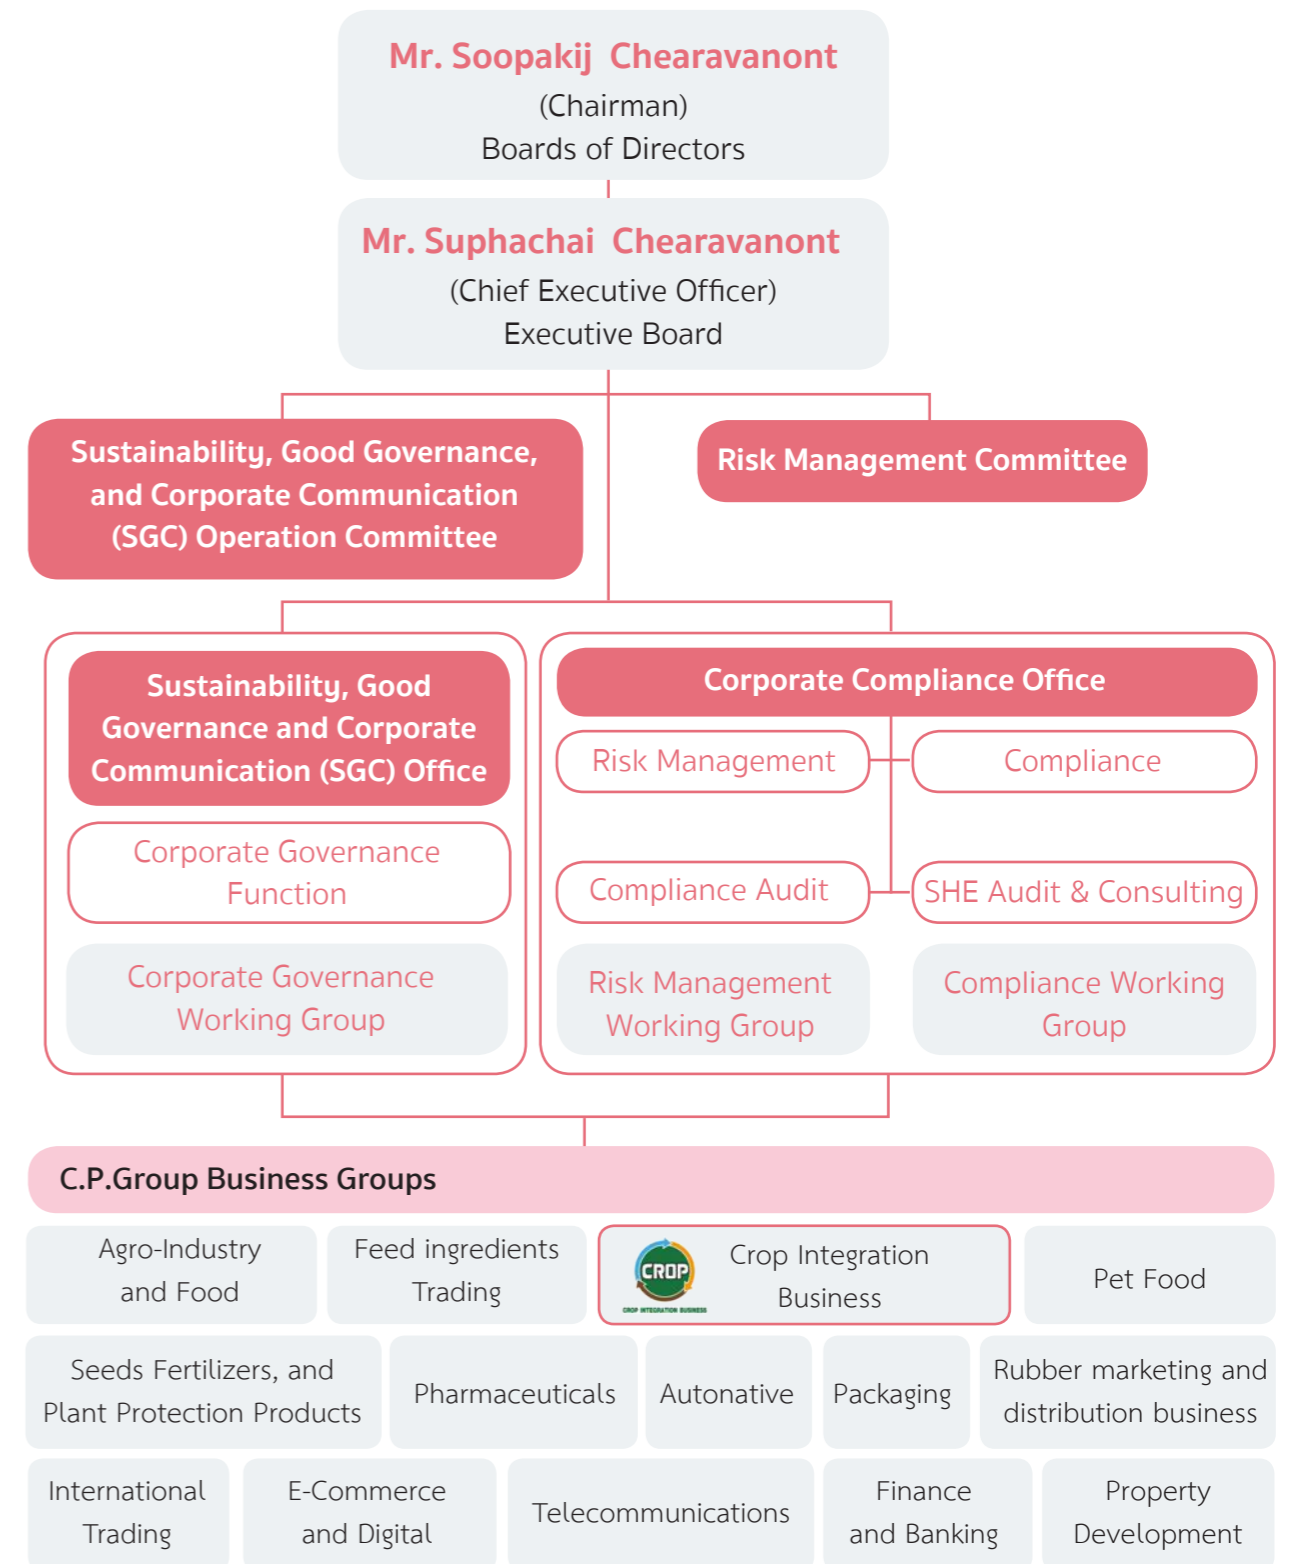 Mr. Soopakij Chearavanont
(Chairman)
Boards of Directors
Mr. Suphachai Chearavanont
(Chief Executive Officer)
Executive Board
Sustainability, Good Governance,
and Corporate Communication
(SGC) Operation Committee
Risk Management Committee
Sustainability, Good
Governance and Corporate
Communication (SGC) Office
Corporate Governance
Function
Corporate Governance
Working Group
Corporate Compliance Office
Risk Management
Compliance
Compliance Audit
SHE Audit & Consulting
Risk Management
Working Group
Compliance Working
Group
C.P.Group Business Groups
Agro-Industry
and Food
Feed ingredients
Trading
CROP
CROP INTEGRATION BUSINESS
Crop Integration
Business
Pet Food
Seeds Fertilizers, and
Plant Protection Products
Pharmaceuticals
Autonative
Packaging
Rubber marketing and
distribution business
International
Trading
E-Commerce
and Digital
Telecommunications
Finance
and Banking
Property
Development